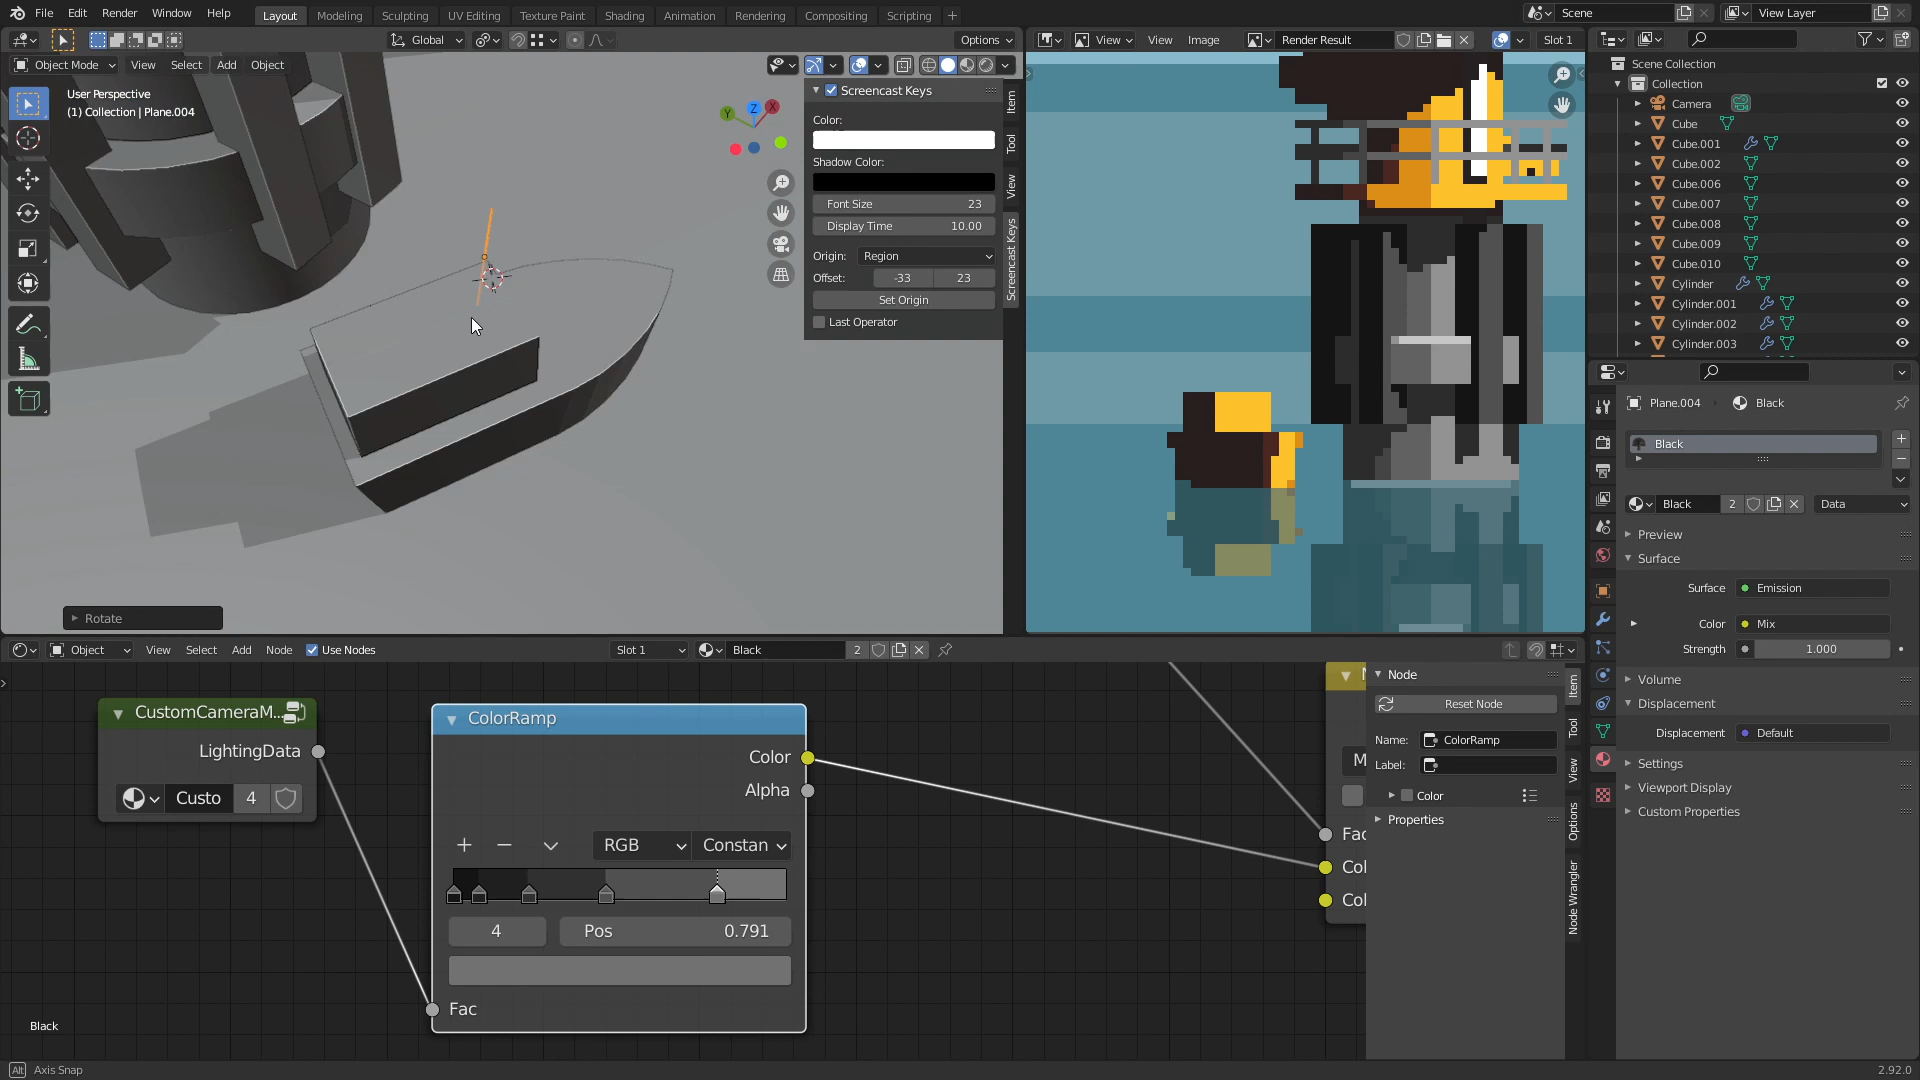 File Edit Render Window Help Layout Modeling Sculpting UV Editing Texture Paint Shading Animation Rendering Compositing Scripting + Scene View Layer
Global Options View View Image Render Result Slot 1
Object Mode View Select Add Object
User Perspective
(1) Collection | Plane.004
Screencast Keys
Color:
Shadow Color:
Font Size 23
Display Time 10.00
Origin: Region
Offset: -33 23
Set Origin
Last Operator
Item
Tool
View
Screencast Keys
Y Z X
Rotate
Scene Collection
Collection
Camera
Cube
Cube.001
Cube.002
Cube.006
Cube.007
Cube.008
Cube.009
Cube.010
Cylinder
Cylinder.001
Cylinder.002
Cylinder.003
Plane.004 Black
Black
Black 2 Data
Preview
Surface
Surface Emission
Color Mix
Strength 1.000
Volume
Displacement
Displacement Default
Settings
Viewport Display
Custom Properties
Object View Select Add Node Use Nodes Slot 1 Black 2
CustomCameraM...
LightingData
Custo 4
ColorRamp
Color
Alpha
RGB Constan
4 Pos 0.791
Fac
M
Fac
Col
Col
Node
Reset Node
Name: ColorRamp
Label:
Color
Properties
Item
Tool
View
Options
Node Wrangler
Black
Alt Axis Snap 2.92.0